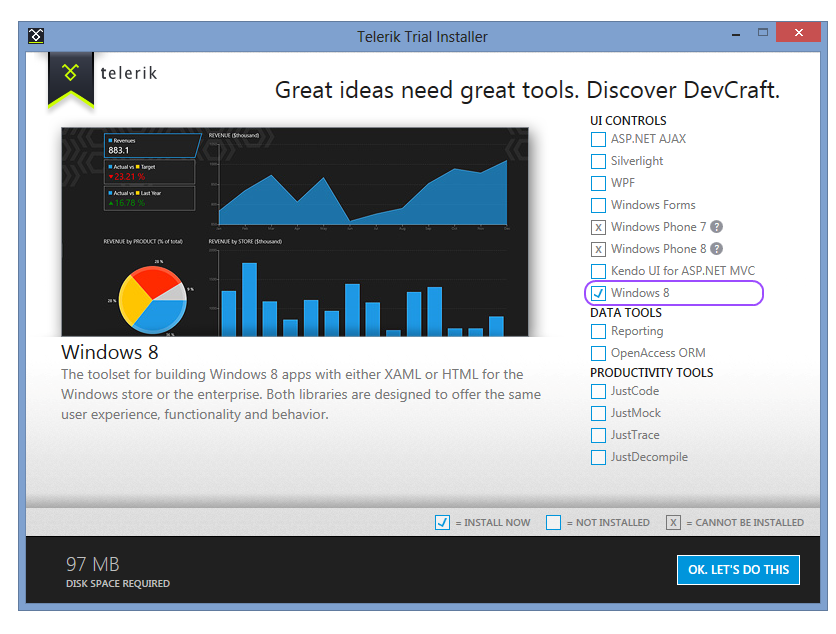 Telerik Trial Installer
telerik
Great ideas need great tools. Discover DevCraft.
Revenues
883.1
Actual vs Target
23.21 %
Actual vs Last Year
16.78 %
REVENUE ($thousand)
REVENUE by PRODUCT (% of total)
REVENUE by STORE ($thousand)
Windows 8
The toolset for building Windows 8 apps with either XAML or HTML for the
Windows store or the enterprise. Both libraries are designed to offer the same
user experience, functionality and behavior.
UI CONTROLS
ASP.NET AJAX
Silverlight
WPF
Windows Forms
X Windows Phone 7 ?
X Windows Phone 8 ?
Kendo UI for ASP.NET MVC
Windows 8
DATA TOOLS
Reporting
OpenAccess ORM
PRODUCTIVITY TOOLS
JustCode
JustMock
JustTrace
JustDecompile
= INSTALL NOW = NOT INSTALLED X = CANNOT BE INSTALLED
97 MB
DISK SPACE REQUIRED
OK. LET'S DO THIS